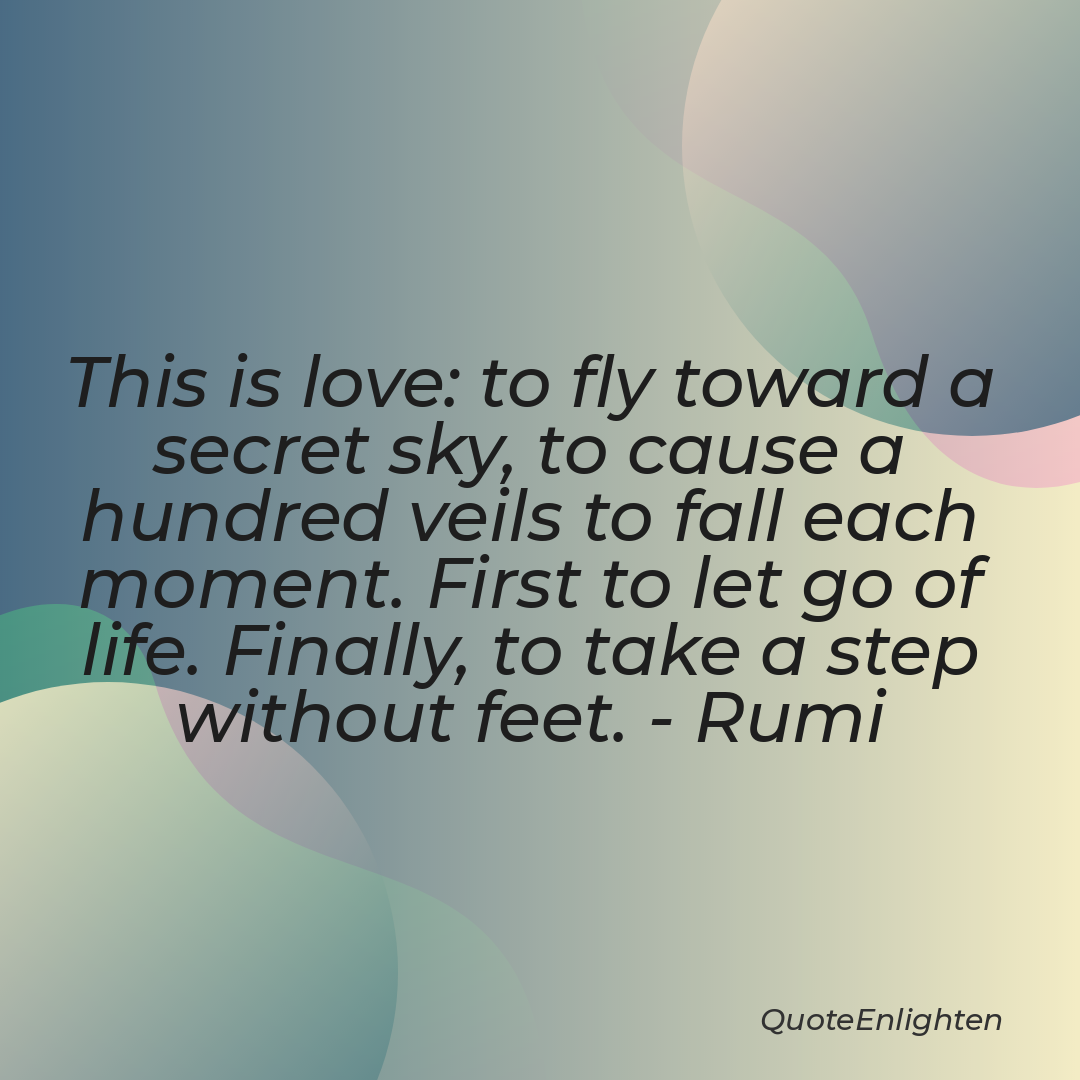 This is love: to fly toward a
secret sky, to cause a
hundred veils to fall each
moment. First to let go of
life. Finally, to take a step
without feet. - Rumi
QuoteEnlighten